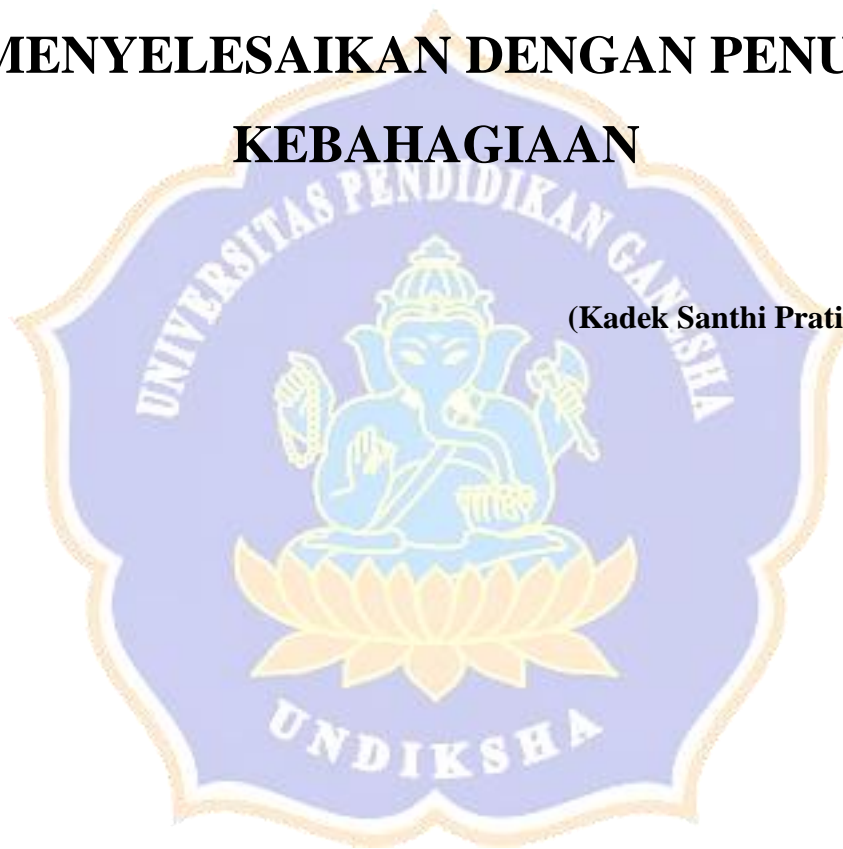 MENYELESAIKAN DENGAN PENU
KEBAHAGIAAN
UNIVERSITAS PENDIDIKAN GANESHA
(Kadek Santhi Prati
UNDIKSHA